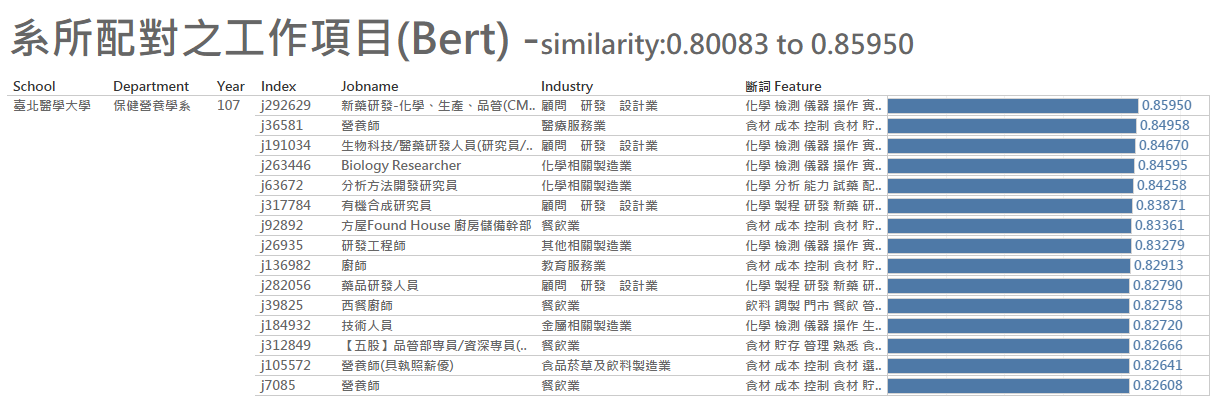 系所配對之工作項目(Bert) -similarity:0.80083 to 0.85950
School Department Year Index Jobname Industry 斷詞 Feature
臺北醫學大學 保健營養學系 107 j292629 新藥研發-化學、生產、品管(CM.. 顧問 研發 設計業 化學 檢測 儀器 操作 實.. 0.85950
j36581 營養師 醫療服務業 食材 成本 控制 食材 貯.. 0.84958
j191034 生物科技/醫藥研發人員(研究員/.. 顧問 研發 設計業 化學 檢測 儀器 操作 實.. 0.84670
j263446 Biology Researcher 化學相關製造業 化學 檢測 儀器 操作 實.. 0.84595
j63672 分析方法開發研究員 化學相關製造業 化學 分析 能力 試藥 配.. 0.84258
j317784 有機合成研究員 顧問 研發 設計業 化學 製程 研發 新藥 研.. 0.83871
j92892 方屋Found House 廚房儲備幹部 餐飲業 食材 成本 控制 食材 貯.. 0.83361
j26935 研發工程師 其他相關製造業 化學 檢測 儀器 操作 實.. 0.83279
j136982 廚師 教育服務業 食材 成本 控制 食材 貯.. 0.82913
j282056 藥品研發人員 顧問 研發 設計業 化學 製程 研發 新藥 研.. 0.82790
j39825 西餐廚師 餐飲業 飲料 調製 門市 餐飲 管.. 0.82758
j184932 技術人員 金屬相關製造業 化學 檢測 儀器 操作 生.. 0.82720
j312849 【五股】品管部專員/資深專員(.. 餐飲業 食材 貯存 管理 熟悉 食.. 0.82666
j105572 營養師(具執照薪優) 食品菸草及飲料製造業 食材 成本 控制 食材 選.. 0.82641
j7085 營養師 餐飲業 食材 成本 控制 食材 貯.. 0.82608